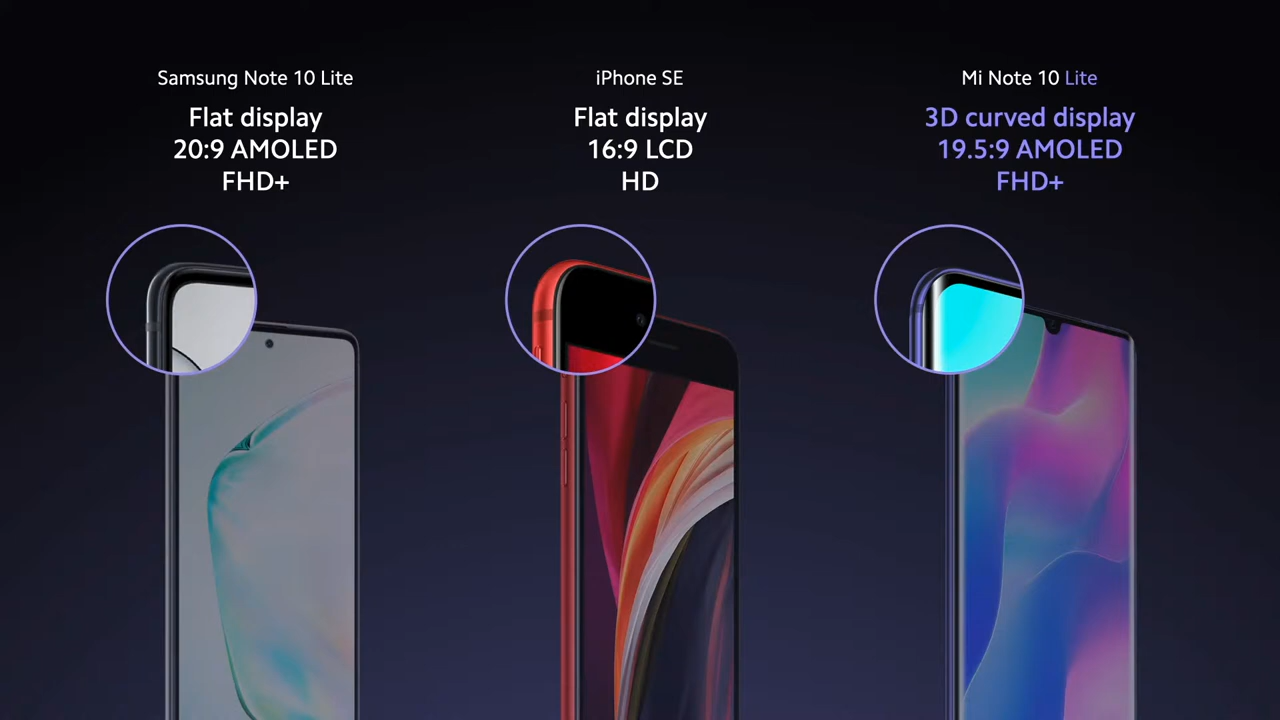 Samsung Note 10 Lite
Flat display
20:9 AMOLED
FHD+
iPhone SE
Flat display
16:9 LCD
HD
Mi Note 10 Lite
3D curved display
19.5:9 AMOLED
FHD+